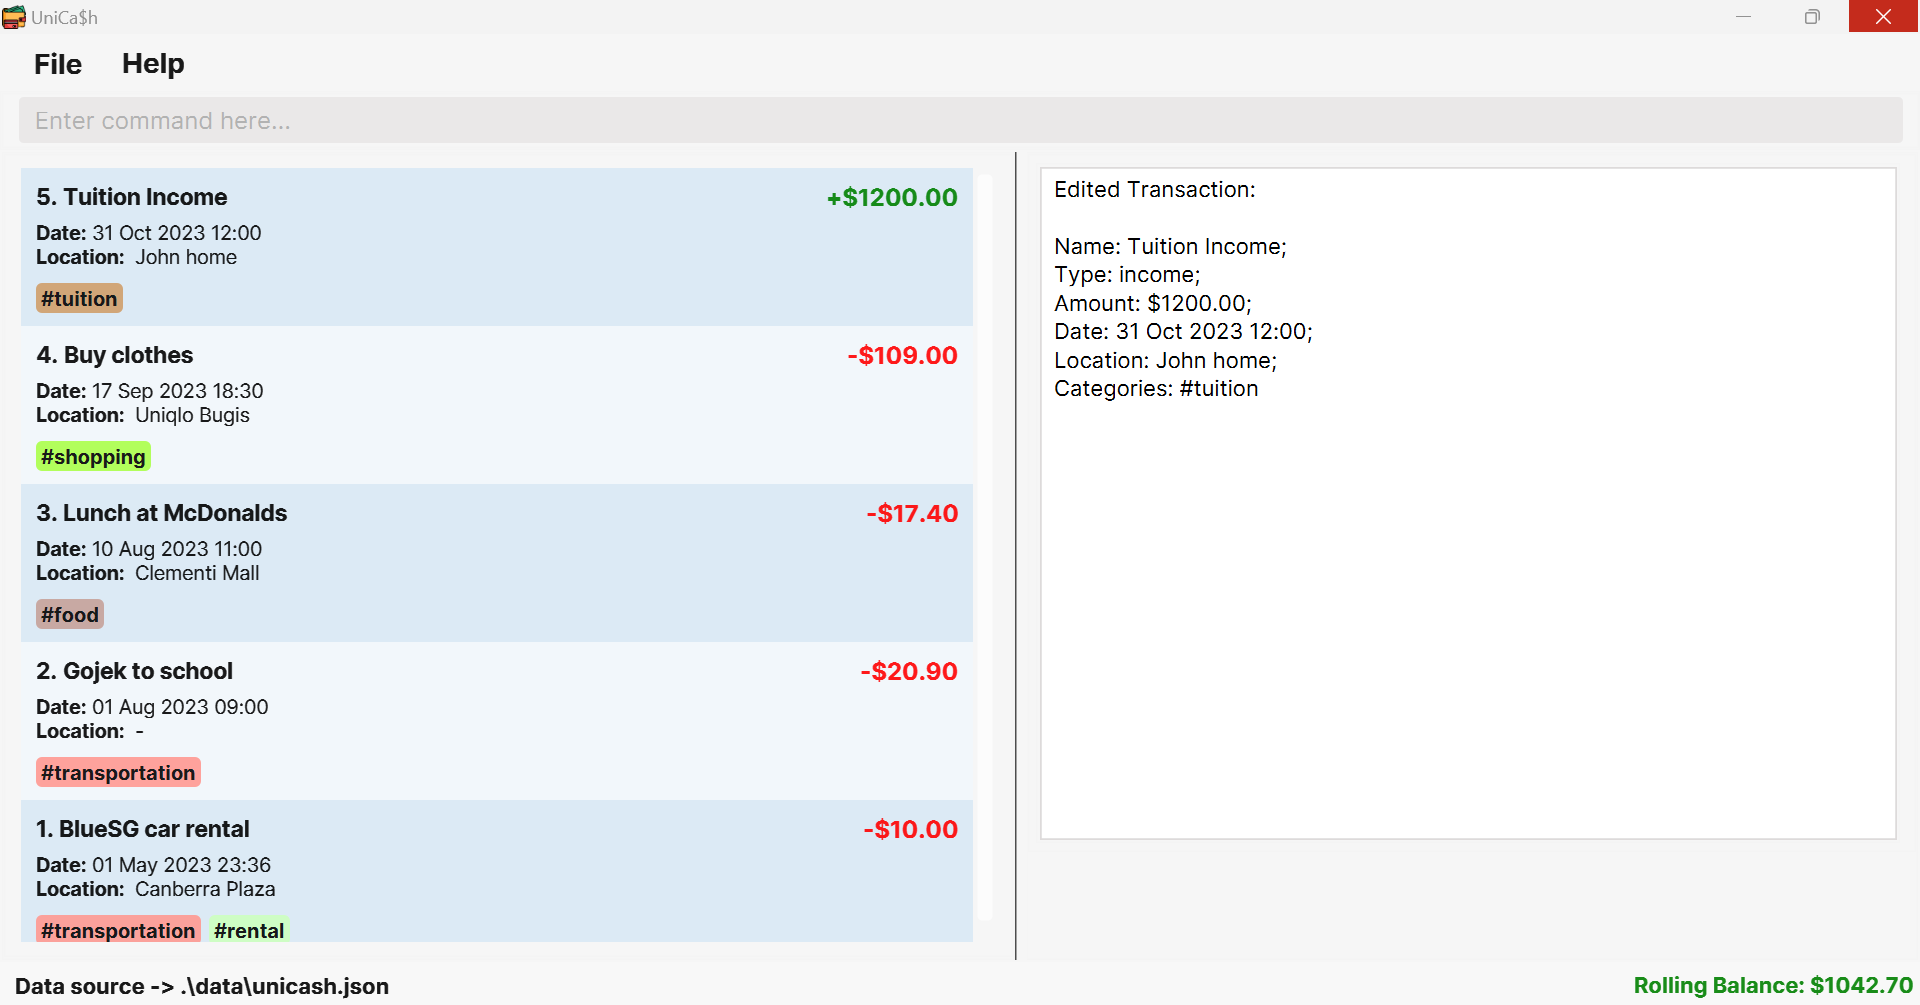 UniCa$h
File Help
Enter command here...
5. Tuition Income +$1200.00
Date: 31 Oct 2023 12:00
Location: John home
#tuition
4. Buy clothes -$109.00
Date: 17 Sep 2023 18:30
Location: Uniqlo Bugis
#shopping
3. Lunch at McDonalds -$17.40
Date: 10 Aug 2023 11:00
Location: Clementi Mall
#food
2. Gojek to school -$20.90
Date: 01 Aug 2023 09:00
Location: -
#transportation
1. BlueSG car rental -$10.00
Date: 01 May 2023 23:36
Location: Canberra Plaza
#transportation #rental
Edited Transaction:
Name: Tuition Income;
Type: income;
Amount: $1200.00;
Date: 31 Oct 2023 12:00;
Location: John home;
Categories: #tuition
Data source -> .\data\unicash.json
Rolling Balance: $1042.70